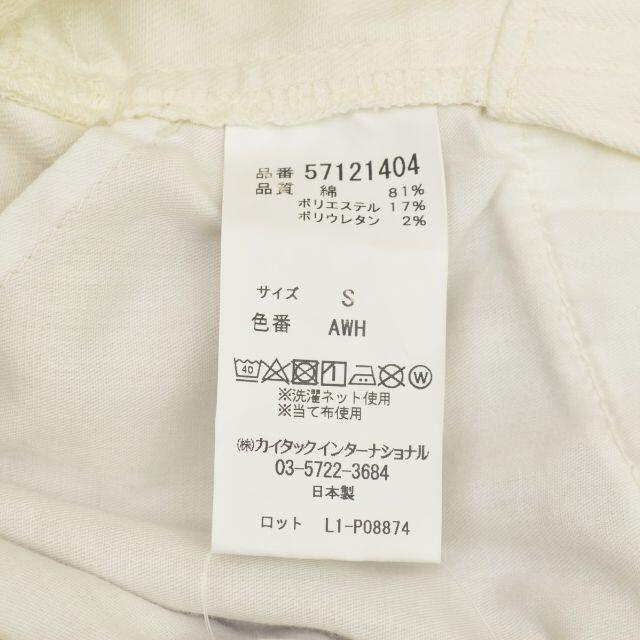 品番 57121404
品質 綿 81%
ポリエステル 17%
ポリウレタン 2%
サイズ S
色番 AWH
40 W
※洗濯ネット使用
※当て布使用
㈱カイタックインターナショナル
03-5722-3684
日本製
ロット L1-P08874